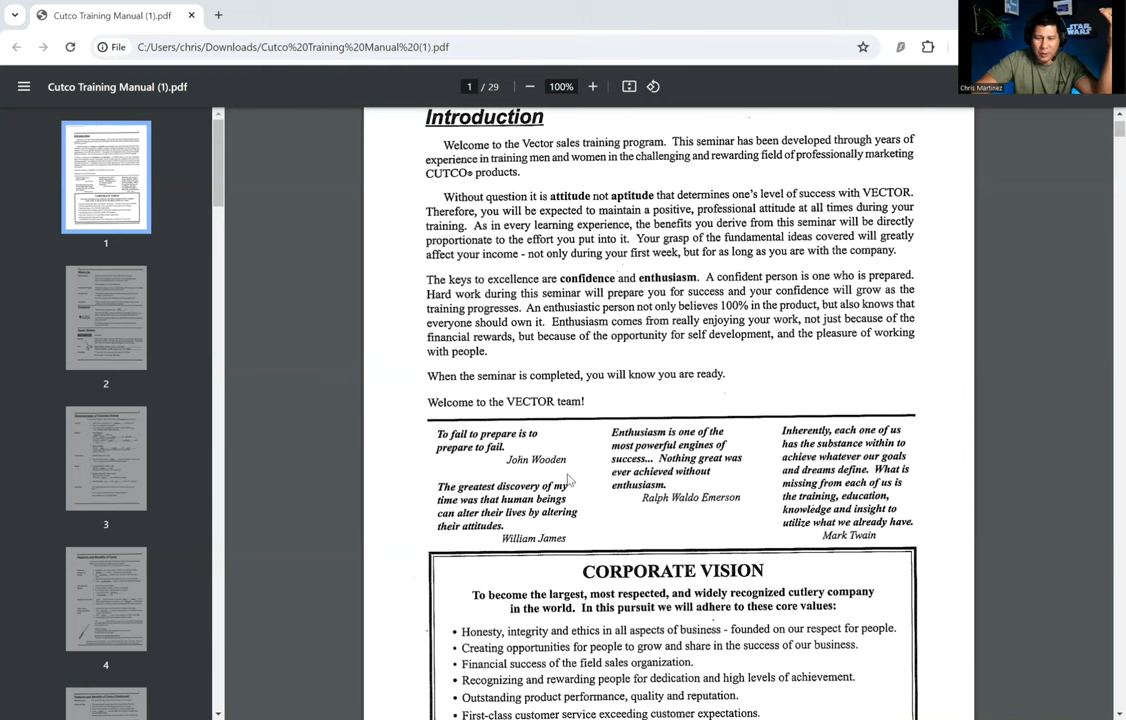 Cutco Training Manual (1).pdf
File
C:/Users/chris/Downloads/Cutco%20Training%20Manual%20(1).pdf
Cutco Training Manual (1).pdf
1 / 29
100%
STAR WARS
Chris Martinez
1
2
3
4
Introduction
Welcome to the Vector sales training program. This seminar has been developed through years of
experience in training men and women in the challenging and rewarding field of professionally marketing
CUTCO® products.
Without question it is attitude not aptitude that determines one's level of success with VECTOR.
Therefore, you will be expected to maintain a positive, professional attitude at all times during your
training. As in every learning experience, the benefits you derive from this seminar will be directly
proportionate to the effort you put into it. Your grasp of the fundamental ideas covered will greatly
affect your income - not only during your first week, but for as long as you are with the company.
The keys to excellence are confidence and enthusiasm. A confident person is one who is prepared.
Hard work during this seminar will prepare you for success and your confidence will grow as the
training progresses. An enthusiastic person not only believes 100% in the product, but also knows that
everyone should own it. Enthusiasm comes from really enjoying your work, not just because of the
financial rewards, but because of the opportunity for self development, and the pleasure of working
with people.
When the seminar is completed, you will know you are ready.
Welcome to the VECTOR team!
To fail to prepare is to
prepare to fail.
John Wooden
The greatest discovery of my
time was that human beings
can alter their lives by altering
their attitudes.
William James
Enthusiasm is one of the
most powerful engines of
success... Nothing great was
ever achieved without
enthusiasm.
Ralph Waldo Emerson
Inherently, each one of us
has the substance within to
achieve whatever our goals
and dreams define. What is
missing from each of us is
the training, education,
knowledge and insight to
utilize what we already have.
Mark Twain
CORPORATE VISION
To become the largest, most respected, and widely recognized cutlery company
in the world. In this pursuit we will adhere to these core values:
• Honesty, integrity and ethics in all aspects of business - founded on our respect for people.
• Creating opportunities for people to grow and share in the success of our business.
• Financial success of the field sales organization.
• Recognizing and rewarding people for dedication and high levels of achievement.
• Outstanding product performance, quality and reputation.
• First-class customer service exceeding customer expectations.